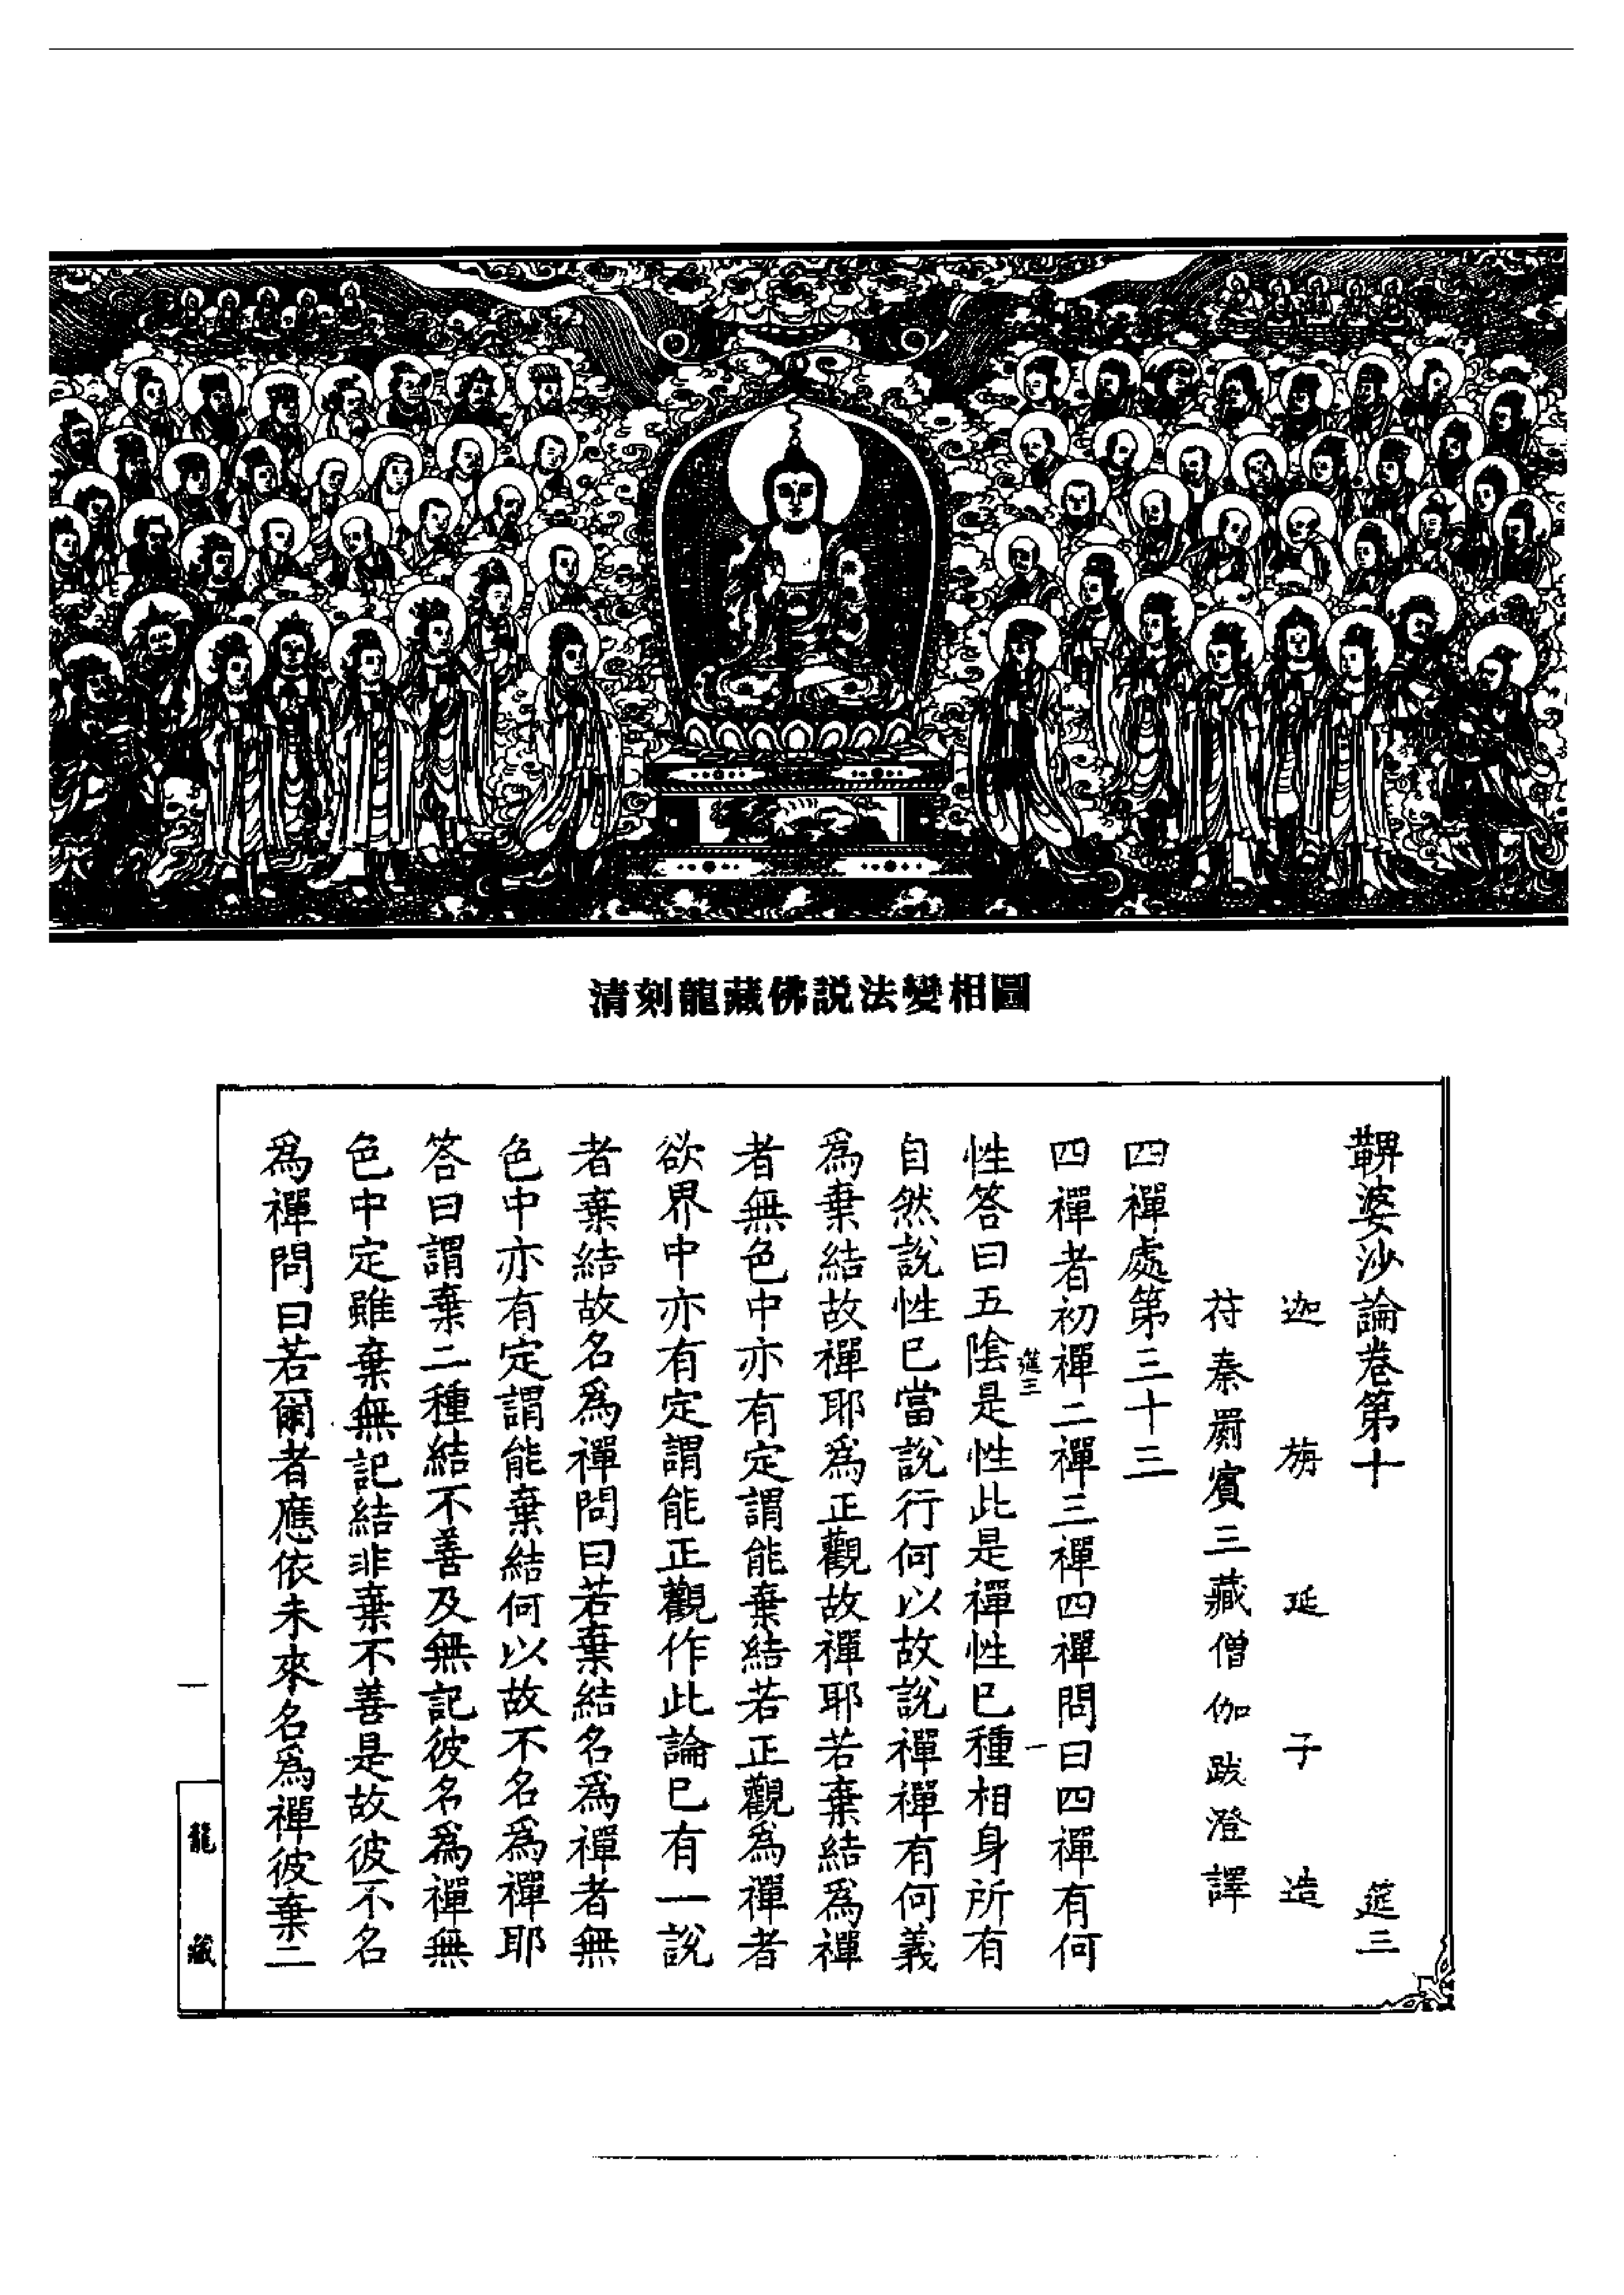 清刻龍藏佛説法變相圖
鞞婆沙論卷第十 莚三
迦旃延子造
苻秦罽賓三藏僧伽跋澄譯
四禪處第三十三
四禪者初禪二禪三禪四禪問曰四禪有何
莚三 一
性答曰五陰是性此是禪性已種相身所有
自然說性已當說行何以故說禪禪有何義
爲棄結故禪耶爲正觀故禪耶若棄結爲禪
者無色中亦有定謂能棄結若正觀爲禪者
欲界中亦有定謂能正觀作此論已有一說
者棄結故名爲禪問曰若棄結名爲禪者無
色中亦有定謂能棄結何以故不名爲禪耶
答曰謂棄二種結不善及無記彼名爲禪無
色中定雖棄無記結非棄不善是故彼不名
爲禪問曰若爾者應依未來名爲禪彼棄二
一
龍藏